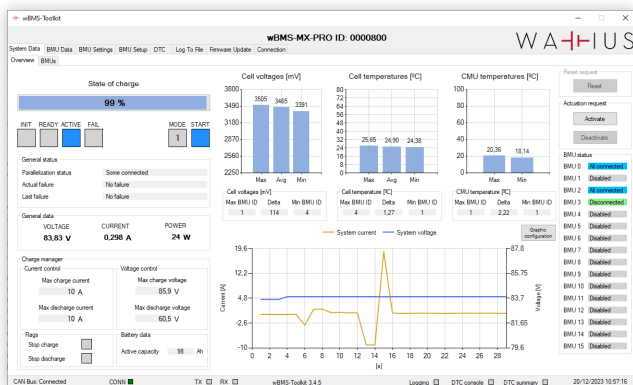 wBMS-Toolkit
wBMS-MX-PRO ID: 0000800
WATTIUS
System Data BMU Data BMU Settings BMU Setup DTC Log To File Firmware Update Connection
Overview BMUs
State of charge
99 %
INIT READY ACTIVE FAIL MODE START
1
General status
Parallelization status Some connected
Actual failure No failure
Last failure No failure
General data
VOLTAGE CURRENT POWER
83,83 V 0,298 A 24 W
Charge manager
Current control
Max charge current
10 A
Max discharge current
10 A
Voltage control
Max charge voltage
85,9 V
Max discharge voltage
60,5 V
Flags
Stop charge
Stop discharge
Battery data
Active capacity 98 Ah
Cell voltages [mV]
3800
3490
3180
2870
2560
2250
3505 3465 3391
Max Avg Min
Cell voltages [mV]
Max BMU ID Delta Min BMU ID
1 114 4
Cell temperatures [ºC]
80
72
64
56
48
40
32
24
16
8
0
25,65 24,90 24,38
Max Avg Min
Cell temperature [ºC]
Max BMU ID Delta Min BMU ID
4 1,27 1
CMU temperatures [ºC]
100
80
60
40
20
0
20,36 18,14
Max Min
CMU temperature [ºC]
Max BMU ID Delta Min BMU ID
1 2,22 1
System current System voltage
Graphic
configuration
Current [A]
19.6
12.2
4.8
-2.6
-10
Voltage [V]
87,8
85,75
83.7
81.65
79.6
0 2 4 6 8 10 12 14 16 18 20 22 24 26 28
[s]
Reset request
Reset
Actuation request
Activate
Deactivate
BMU status
BMU 0 All connected
BMU 1 Disabled
BMU 2 All connected
BMU 3 Disconnected
BMU 4 Disabled
BMU 5 Disabled
BMU 6 Disabled
BMU 7 Disabled
BMU 8 Disabled
BMU 9 Disabled
BMU 10 Disabled
BMU 11 Disabled
BMU 12 Disabled
BMU 13 Disabled
BMU 14 Disabled
BMU 15 Disabled
CAN Bus: Connected CONN TX RX wBMS-Toolkit 3.4.5 Logging DTC console DTC summary 20/12/2023 10:57:16